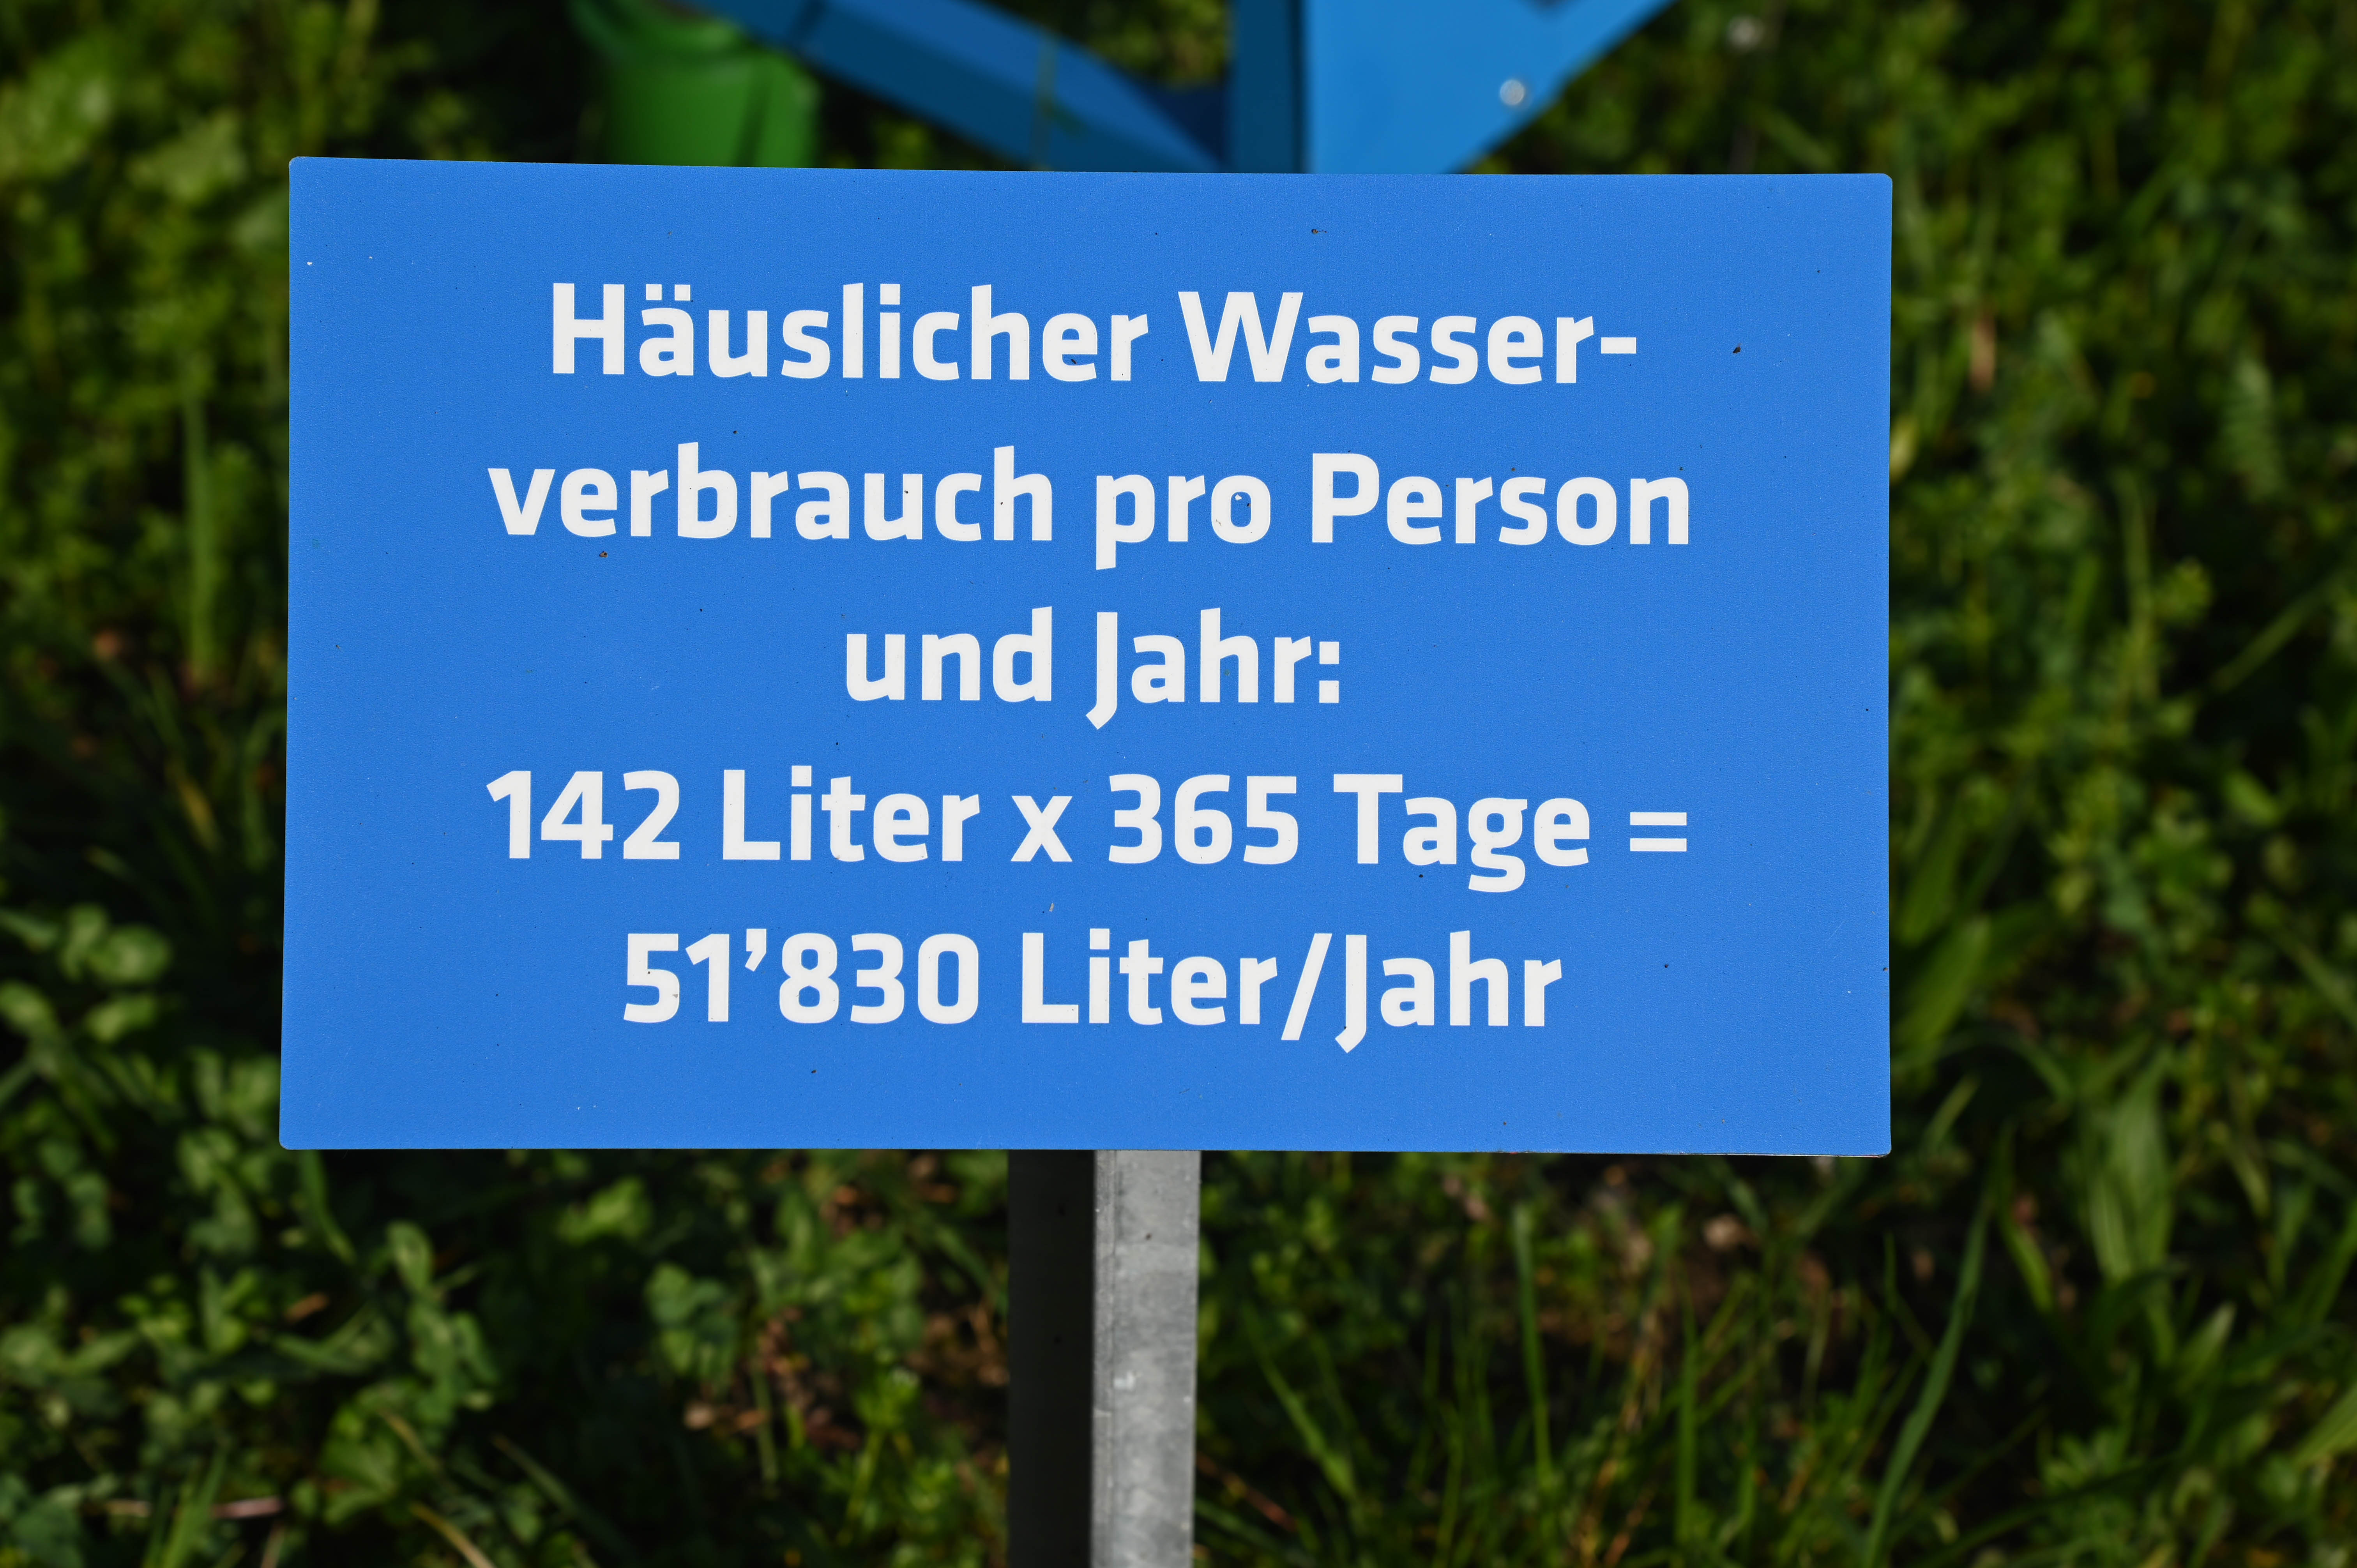 Häuslicher Wasser-
verbrauch pro Person
und Jahr:
142 Liter x 365 Tage =
51’830 Liter/Jahr